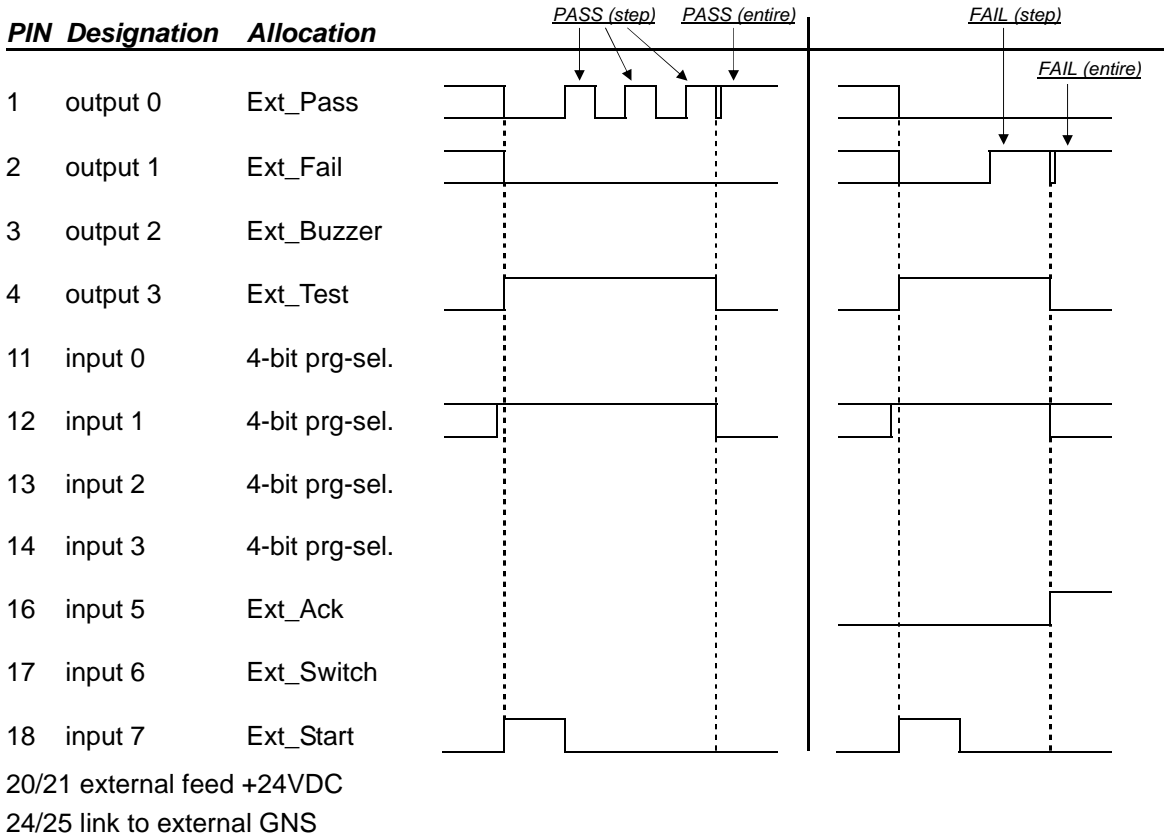 PASS (step) PASS (entire) FAIL (step)
PIN Designation Allocation
FAIL (entire)
1 output 0 Ext_Pass
2 output 1 Ext_Fail
3 output 2 Ext_Buzzer
4 output 3 Ext_Test
11 input 0 4-bit prg-sel.
12 input 1 4-bit prg-sel.
13 input 2 4-bit prg-sel.
14 input 3 4-bit prg-sel.
16 input 5 Ext_Ack
17 input 6 Ext_Switch
18 input 7 Ext_Start
20/21 external feed +24VDC
24/25 link to external GNS